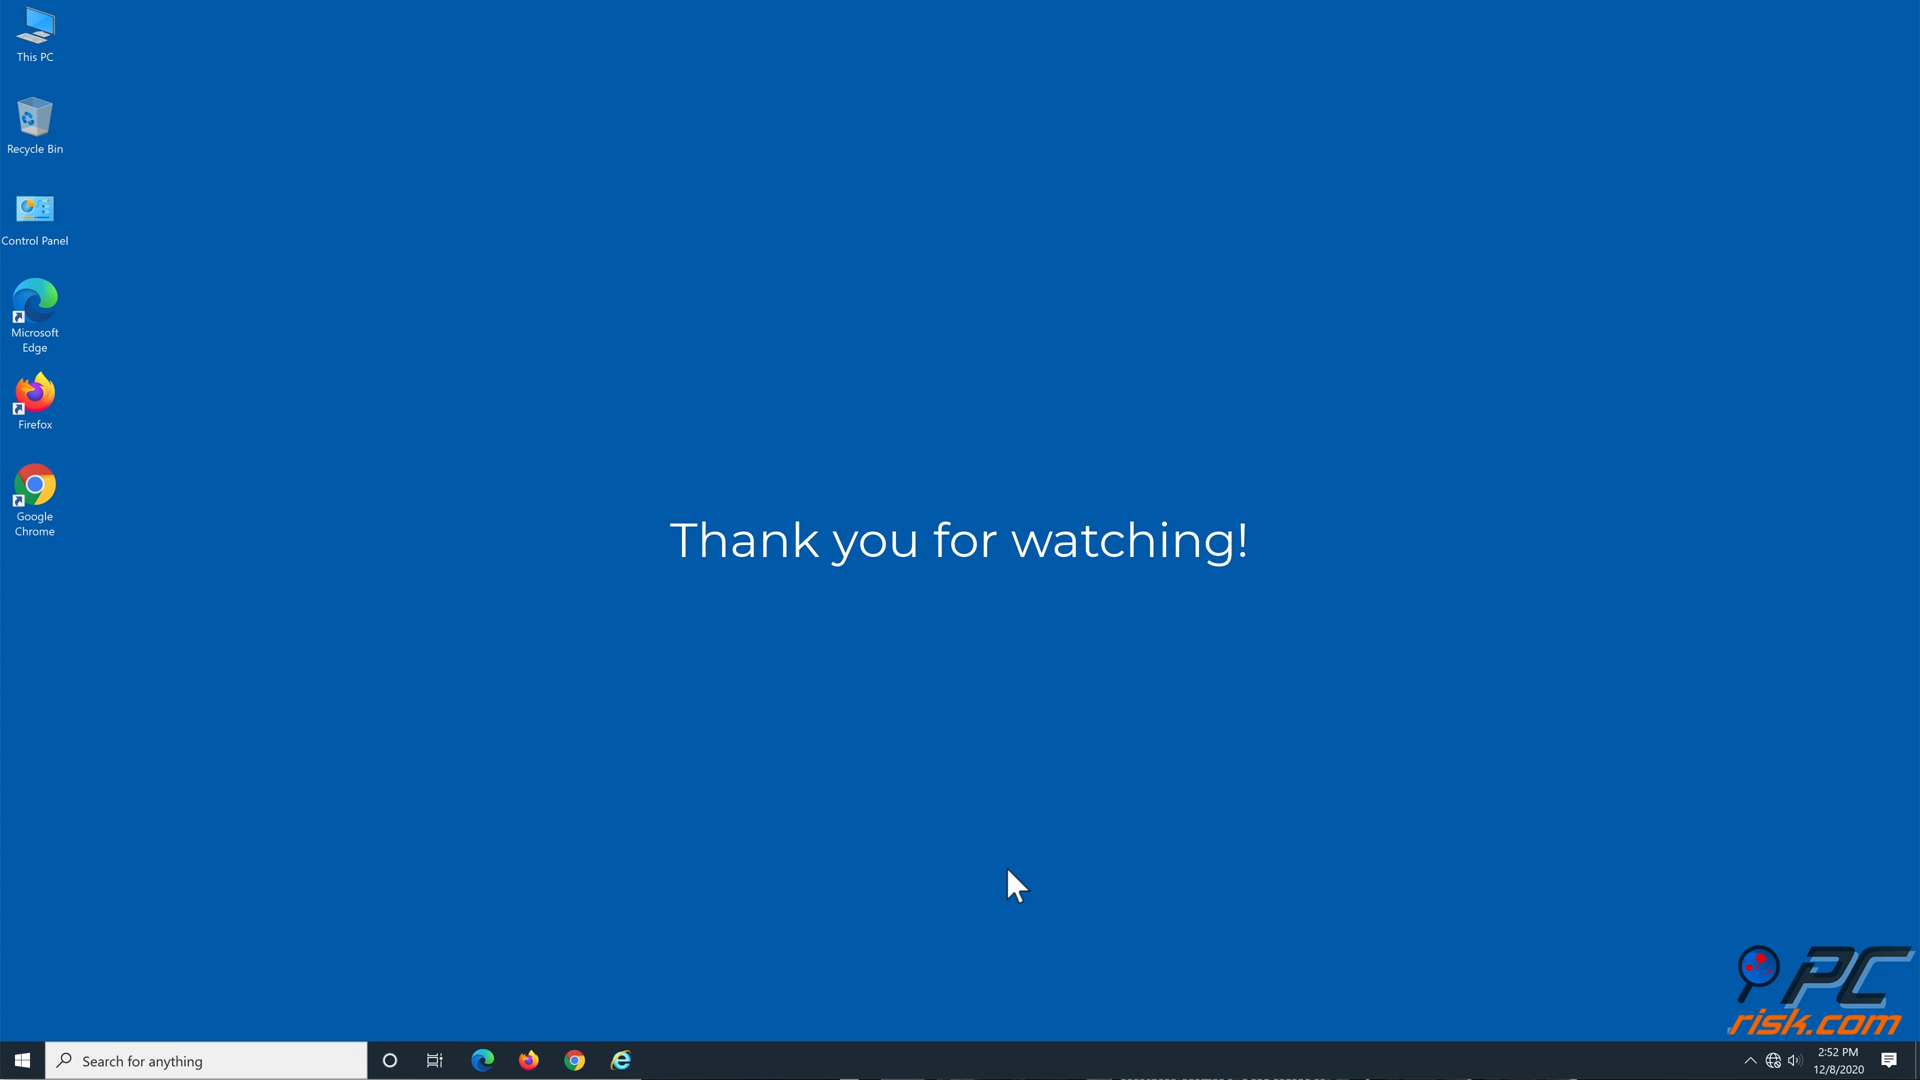 This PC
Recycle Bin
Control Panel
Microsoft
Edge
Firefox
Google
Chrome
Thank you for watching!
PC
risk.com
Search for anything
2:52 PM
12/8/2020